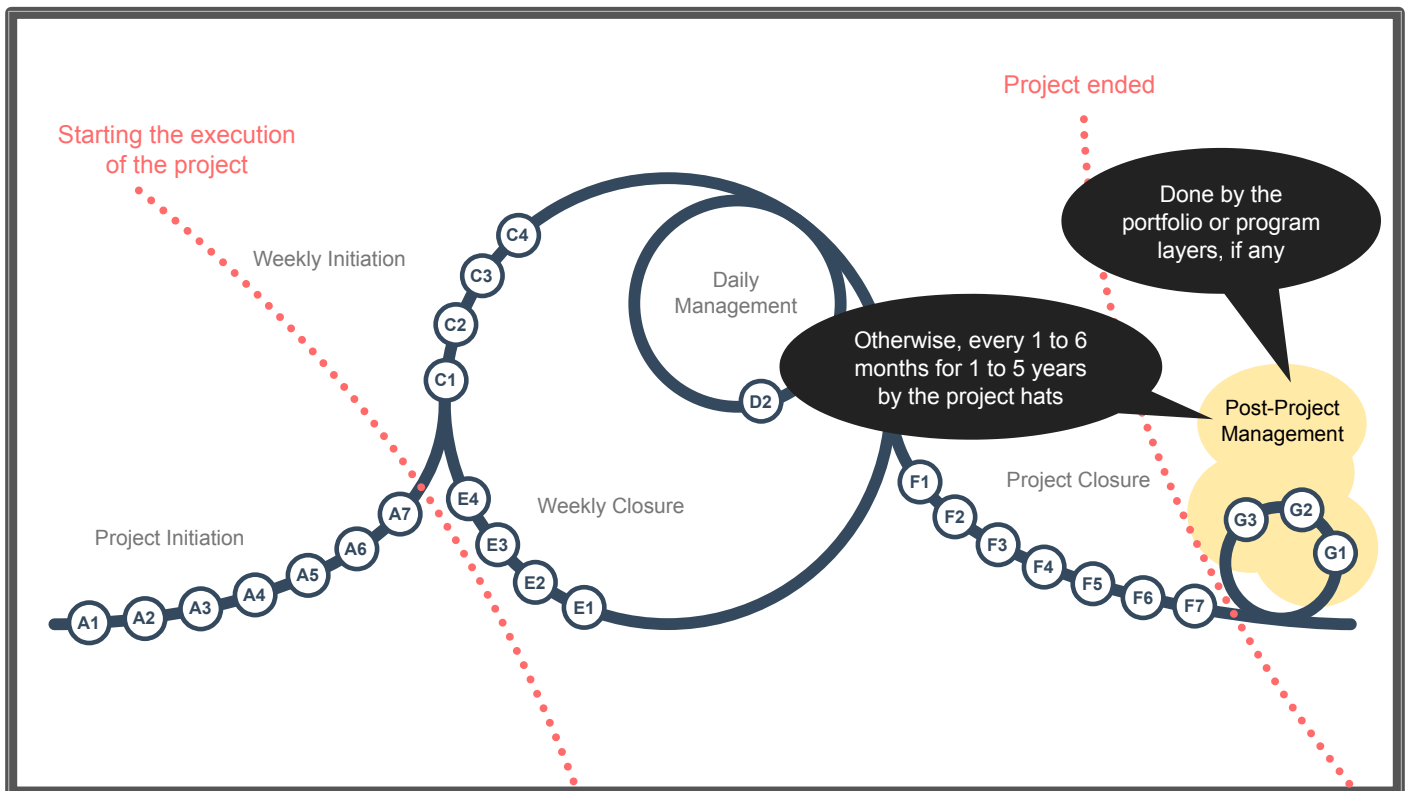 Project ended
Starting the execution
of the project
Done by the
portfolio or program
layers, if any
Weekly Initiation
C4
C3
C2
C1
Daily
Management
D2
Otherwise, every 1 to 6
months for 1 to 5 years
by the project hats
Post-Project
Management
Project Initiation
A1
A2
A3
A4
A5
A6
A7
Weekly Closure
E4
E3
E2
E1
Project Closure
F1
F2
F3
F4
F5
F6
F7
G3
G2
G1